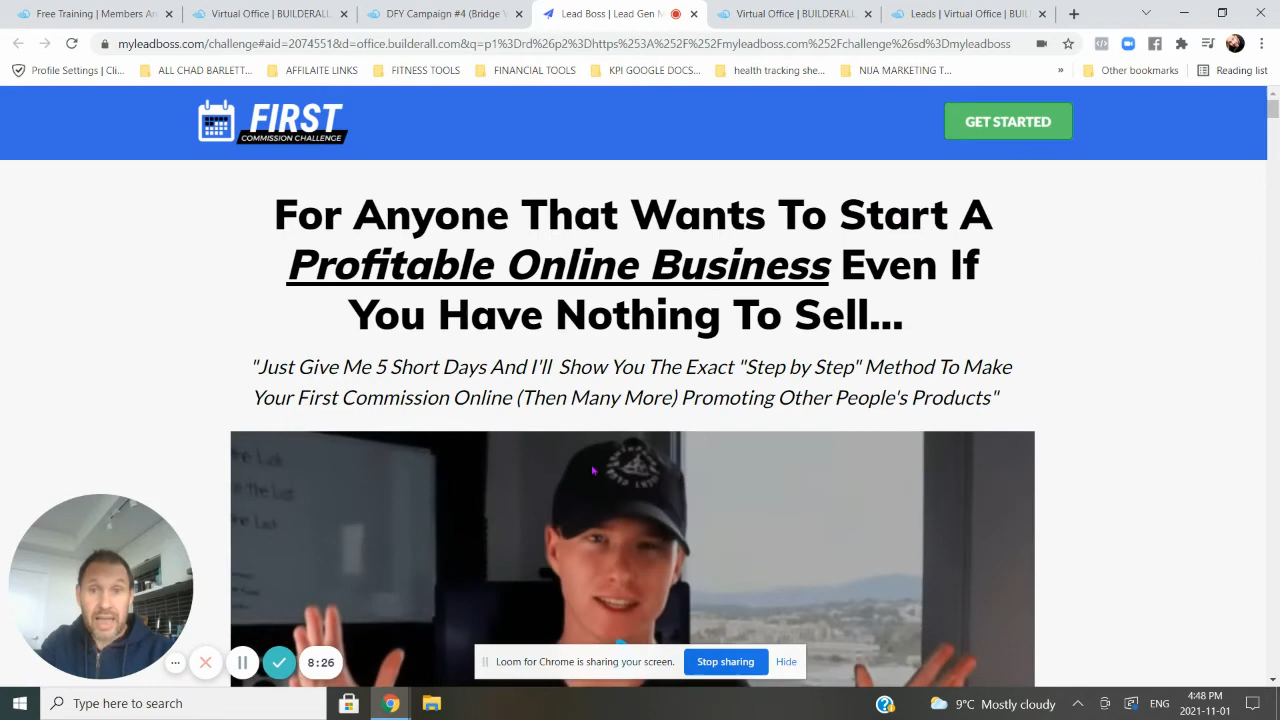 Free Training | Members Ar
Virtual Office | BUILDERALL
DFY Campaign #4 (Bridge V
Lead Boss | Lead Gen M
Virtual Office | BUILDERALL
Leads | Virtual Office | BUIL
myleadboss.com/challenge#aid=2074551&td=office.builderall.com/&q=p1%3Drd%26p2%3Dhttps%253A%252F%252Fmyleadboss.com%252Fchallenge%26sd%3Dmyleadboss
Profile Settings | Cli...
ALL CHAD BARLETT...
AFFILAITE LINKS
FITNESS TOOLS
FINANCIAL TOOLS
KPI GOOGLE DOCS...
health tracking she...
NIJA MARKETING T...
»
Other bookmarks
Reading list
FIRST
COMMISSION CHALLENGE
GET STARTED
For Anyone That Wants To Start A
Profitable Online Business Even If
You Have Nothing To Sell...
"Just Give Me 5 Short Days And I'll Show You The Exact "Step by Step" Method To Make
Your First Commission Online (Then Many More) Promoting Other People's Products"
8:26
Loom for Chrome is sharing your screen.
Stop sharing
Hide
Type here to search
9°C Mostly cloudy
ENG
4:48 PM
2021-11-01